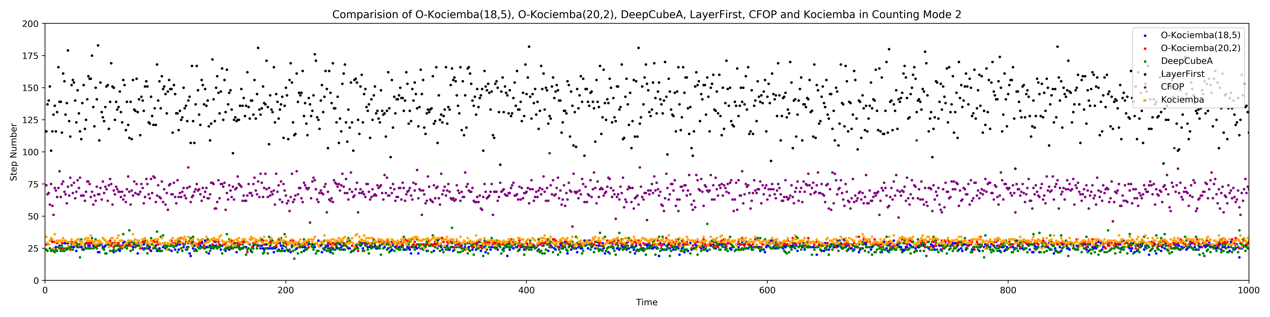 Comparision of O-Kociemba(18,5), O-Kociemba(20,2), DeepCubeA, LayerFirst, CFOP and Kociemba in Counting Mode 2
200
175
150
125
100
75
50
25
0
Step Number
0 200 400 600 800 1000
Time
O-Kociemba(18,5)
O-Kociemba(20,2)
DeepCubeA
LayerFirst
CFOP
Kociemba